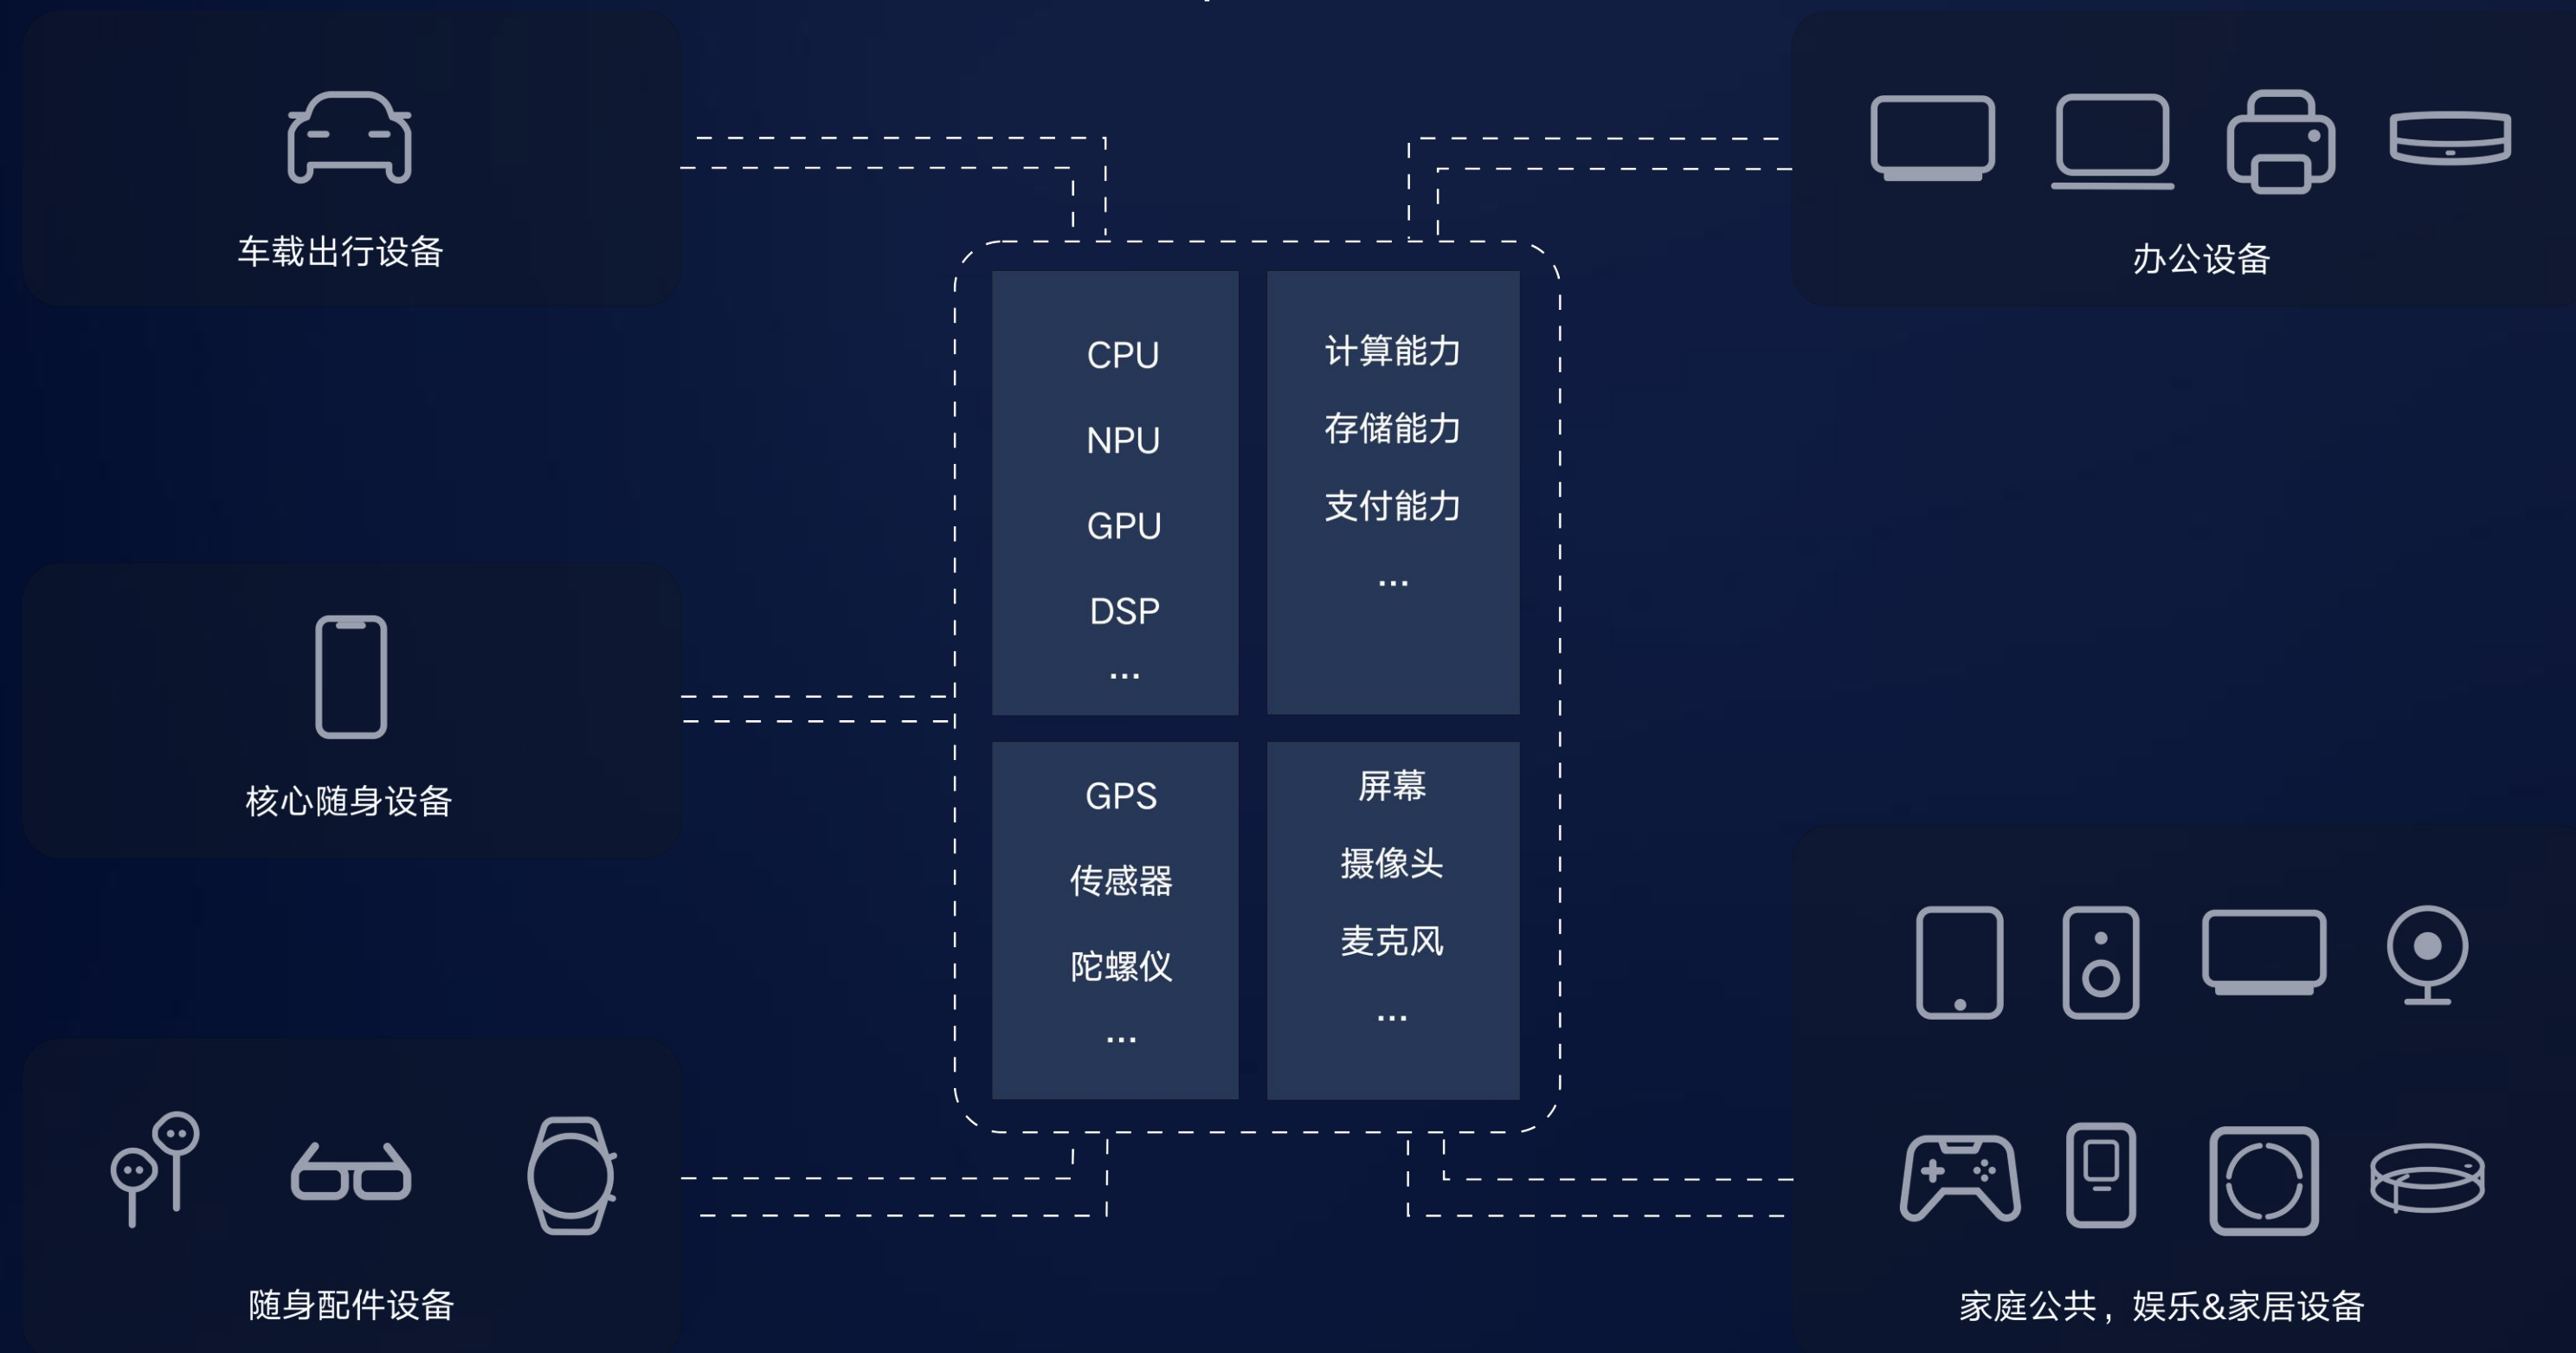 车载出行设备
办公设备
CPU
NPU
GPU
DSP
...
计算能力
存储能力
支付能力
...
核心随身设备
GPS
传感器
陀螺仪
...
屏幕
摄像头
麦克风
...
随身配件设备
家庭公共，娱乐&家居设备